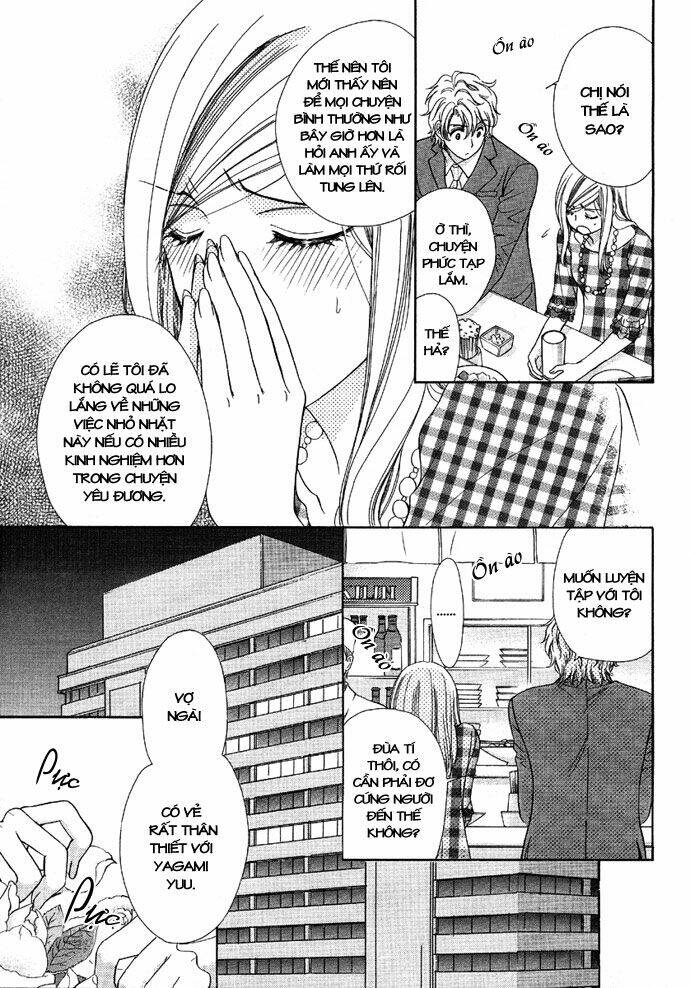 CHỊ NÓI
THẾ LÀ
SAO?
Ồn ào
Ồn ào
Ở THÌ,
CHUYỆN
PHỨC TẠP
LẮM.
THẾ
HẢ?
THẾ NÊN TÔI
MỚI THẤY NÊN
ĐỂ MỌI CHUYỆN
BÌNH THƯỜNG NHƯ
BÂY GIỜ HƠN LÀ
HỎI ANH ẤY VÀ
LÀM MỌI THỨ RỐI
TUNG LÊN.
CÓ LẼ TÔI ĐÃ
KHÔNG QUÁ LO
LẮNG VỀ NHỮNG
VIỆC NHỎ NHẶT
NÀY NẾU CÓ NHIỀU
KINH NGHIỆM HƠN
TRONG CHUYỆN
YÊU ĐƯƠNG.
MUỐN LUYỆN
TẬP VỚI TÔI
KHÔNG?
Ồn ào
........
Ồn ào
ĐÙA TÍ
THÔI, CÓ
CẦN PHẢI ĐƠ
CỨNG NGƯỜI
ĐẾN THẾ
KHÔNG?
VỢ
NGÀI
CÓ VẺ
RẤT THÂN
THIẾT VỚI
YAGAMI
YUU.
Pực
Pực